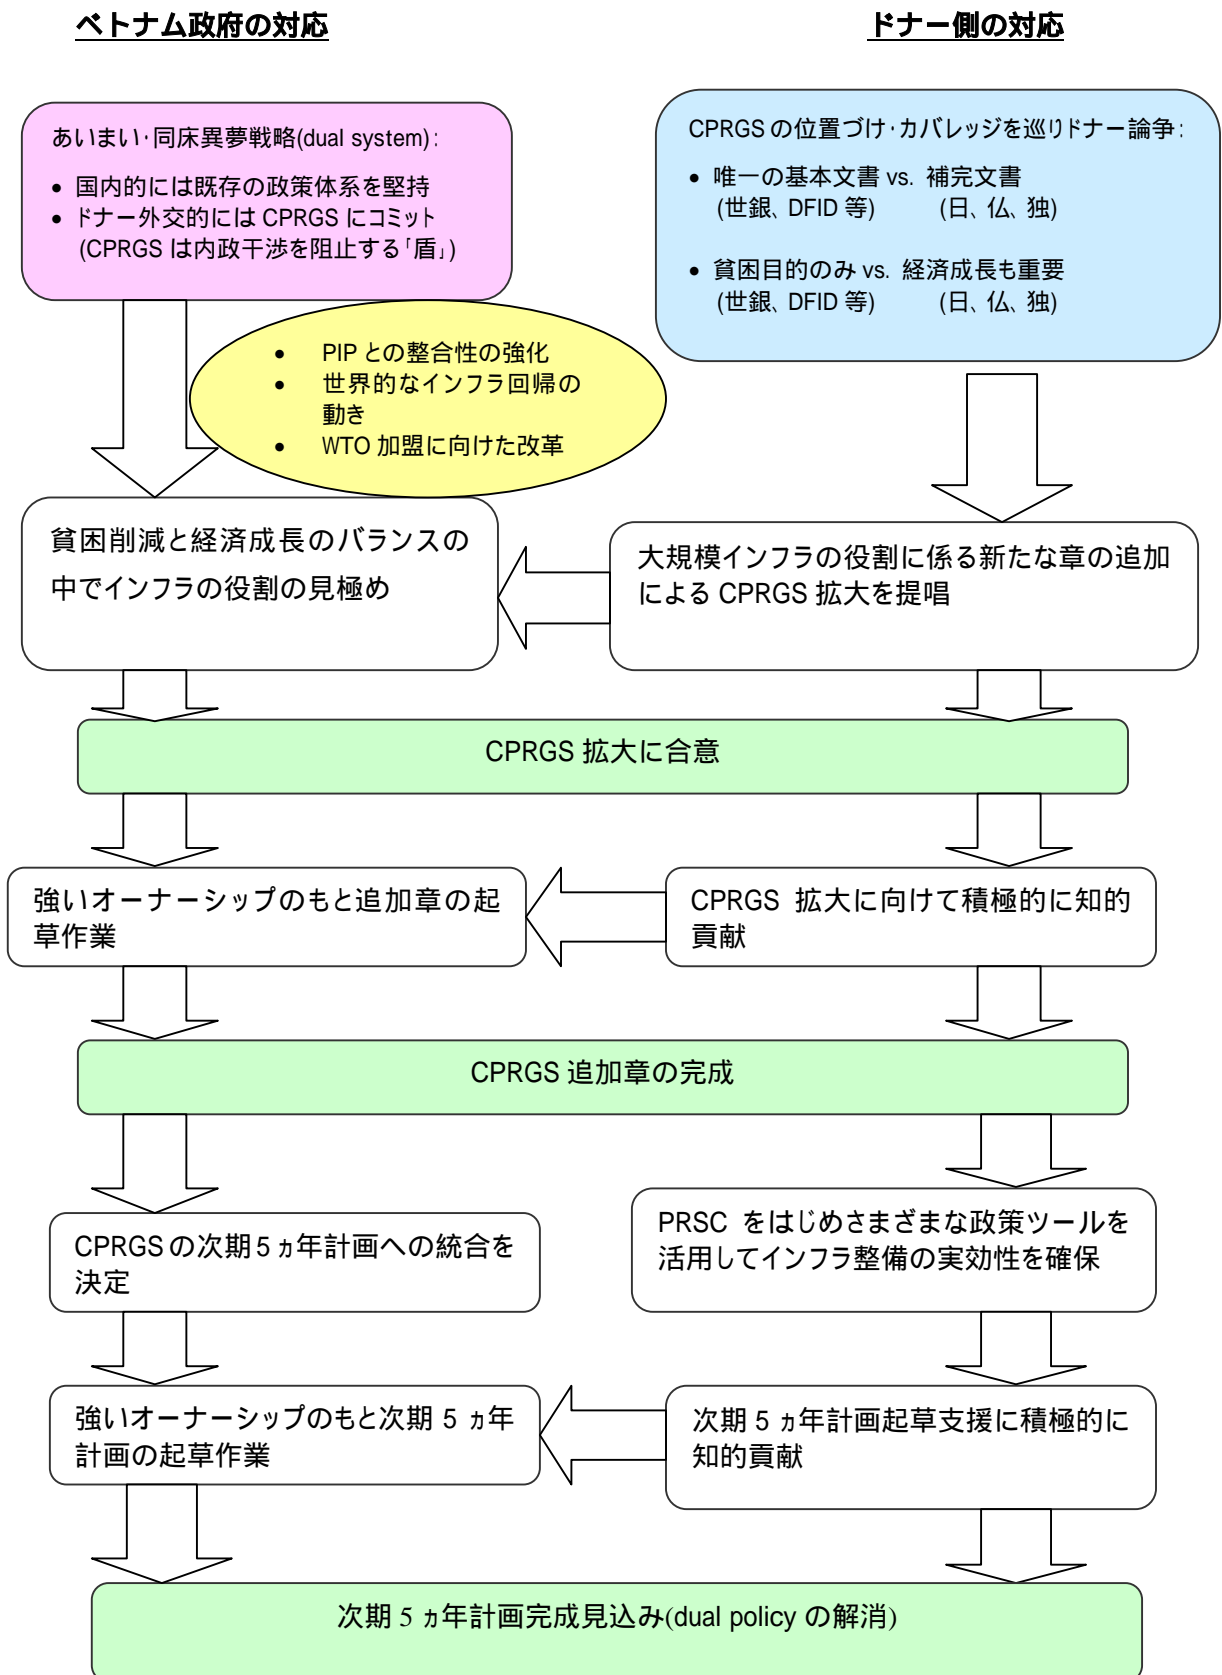 ベトナム政府の対応
ドナー側の対応
あいまい・同床異夢戦略(dual system):
• 国内的には既存の政策体系を堅持
• ドナー外交的には CPRGS にコミット
(CPRGS は内政干渉を阻止する「盾」)
CPRGS の位置づけ・カバレッジを巡りドナー論争:
• 唯一の基本文書 vs. 補完文書
(世銀、DFID 等) (日、仏、独)
• 貧困目的のみ vs. 経済成長も重要
(世銀、DFID 等) (日、仏、独)
• PIP との整合性の強化
• 世界的なインフラ回帰の
動き
• WTO 加盟に向けた改革
貧困削減と経済成長のバランスの
中でインフラの役割の見極め
大規模インフラの役割に係る新たな章の追加
による CPRGS 拡大を提唱
CPRGS 拡大に合意
強いオーナーシップのもと追加章の起
草作業
CPRGS 拡大に向けて積極的に知的
貢献
CPRGS 追加章の完成
CPRGS の次期 5 ヵ年計画への統合を
決定
PRSC をはじめさまざまな政策ツールを
活用してインフラ整備の実効性を確保
強いオーナーシップのもと次期 5 ヵ年
計画の起草作業
次期 5 ヵ年計画起草支援に積極的に
知的貢献
次期 5 ヵ年計画完成見込み(dual policy の解消)